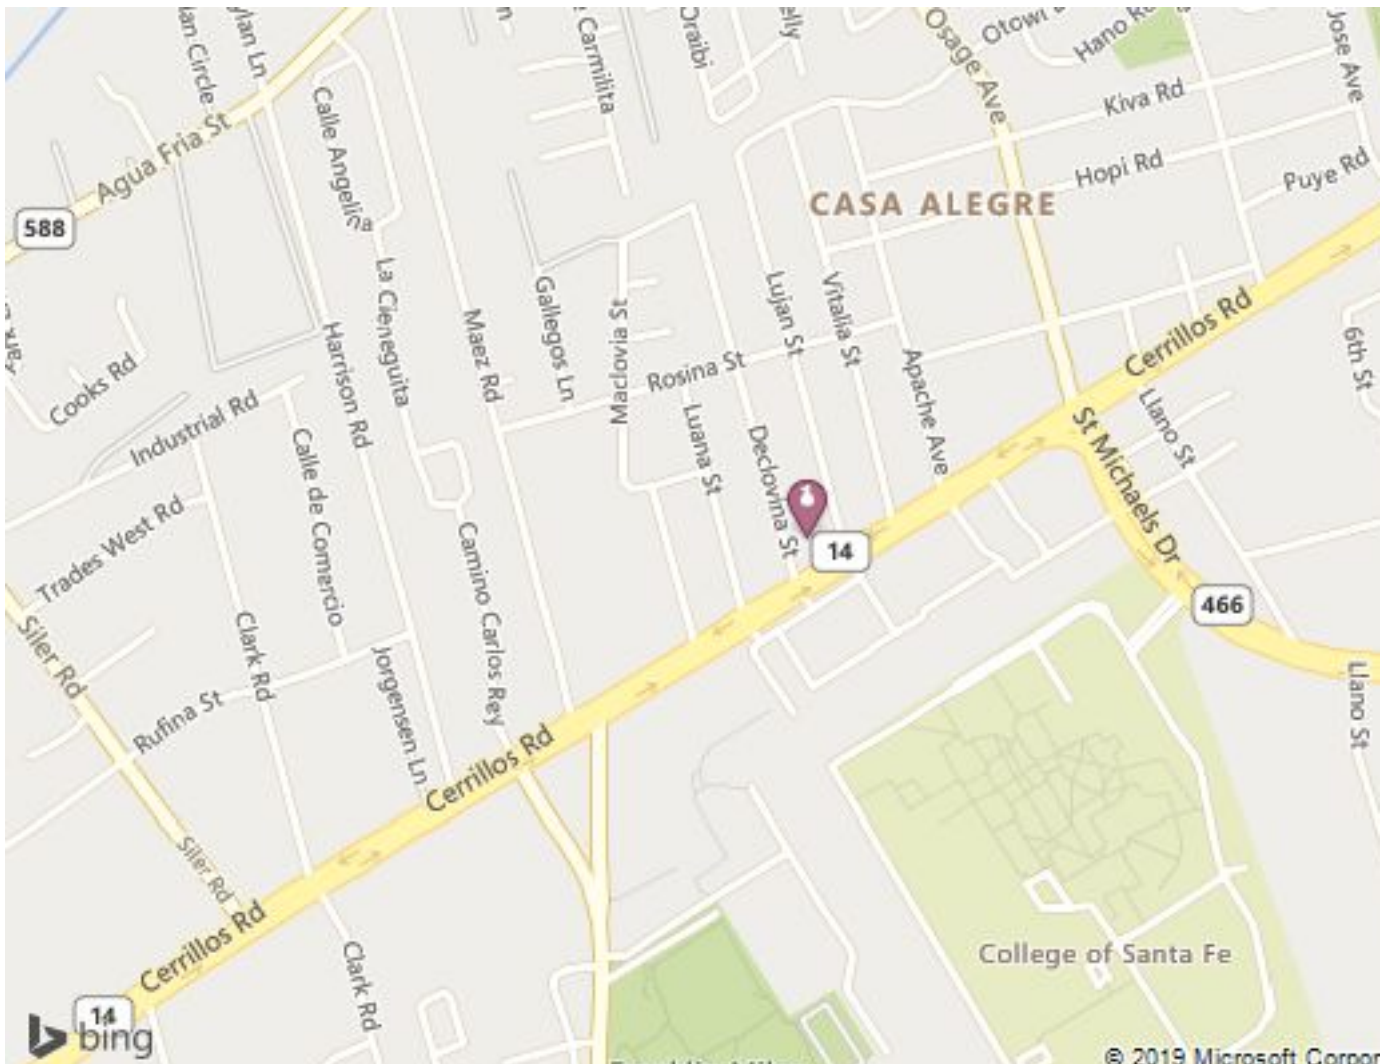 Carmilita
Oraibi
Osage Ave
Otowi
Hano
Jose Ave
Kiva Rd
Hopi Rd
Puye Rd
CASA ALEGRE
Agua Fria St
588
Calle Angelina
La Cieneguita
Harrison Rd
Maez Rd
Gallegos Ln
Maclovia St
Lujan St
Vitalia St
Rosina St
Apache Ave
Cerrillos Rd
6th St
Llano St
Cooks Rd
Industrial Rd
Calle de Comercio
Luana St
Declovina St
St Michaels Dr
14
466
Trades West Rd
Siler Rd
Clark Rd
Camino Carlos Rey
Jorgensen Ln
Rufina St
Llano St
Cerrillos Rd
Siler Rd
Cerrillos Rd
Clark Rd
College of Santa Fe
14
bing
© 2019 Microsoft